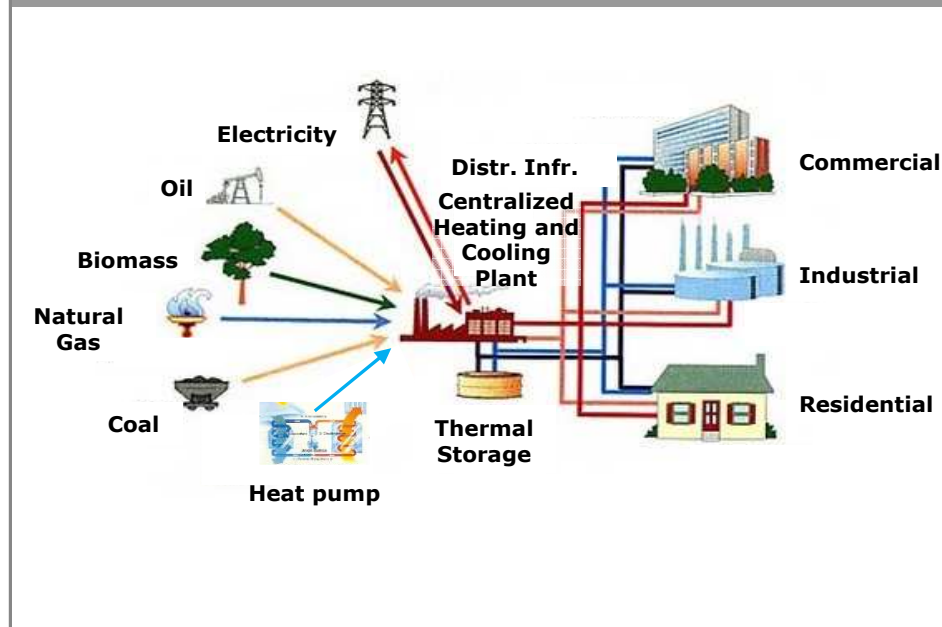 Electricity
Oil
Biomass
Natural
Gas
Coal
Heat pump
Distr. Infr.
Centralized
Heating and
Cooling
Plant
Thermal
Storage
Commercial
Industrial
Residential